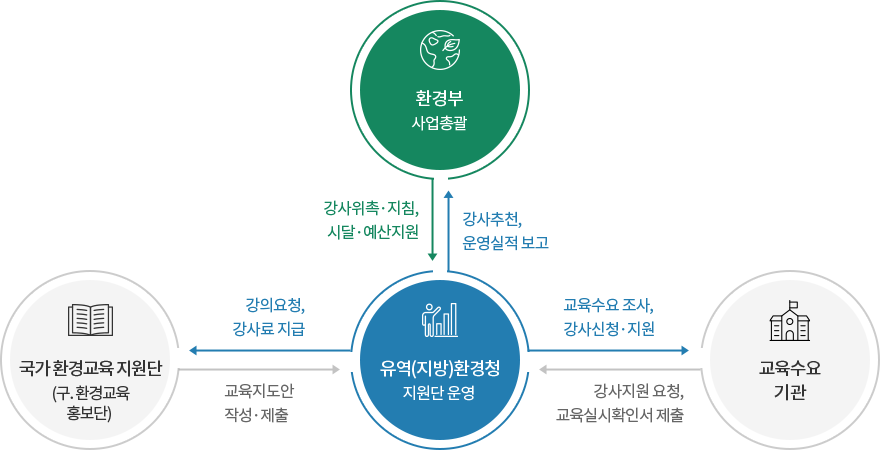 환경부
사업총괄
강사위촉·지침,
시달·예산지원
강사추천,
운영실적 보고
강의요청,
강사료 지급
교육수요 조사,
강사신청·지원
국가 환경교육 지원단
(구. 환경교육
홍보단)
유역(지방)환경청
지원단 운영
교육수요
기관
교육지도안
작성·제출
강사지원 요청,
교육실시확인서 제출